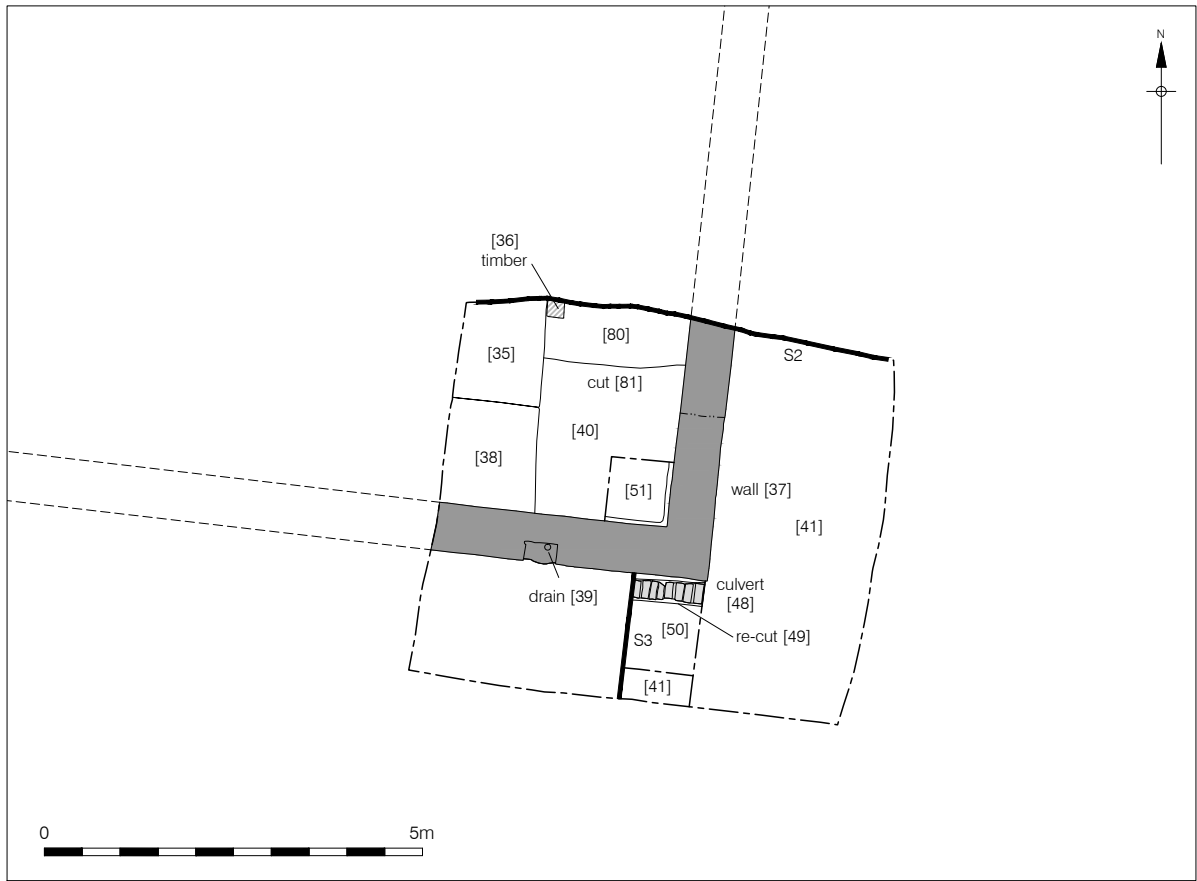 N
[36]
timber
[80]
[35]
S2
cut [81]
[40]
[38]
[51]
wall [37]
[41]
drain [39]
culvert
[48]
[50]
S3
re-cut [49]
[41]
0
5m